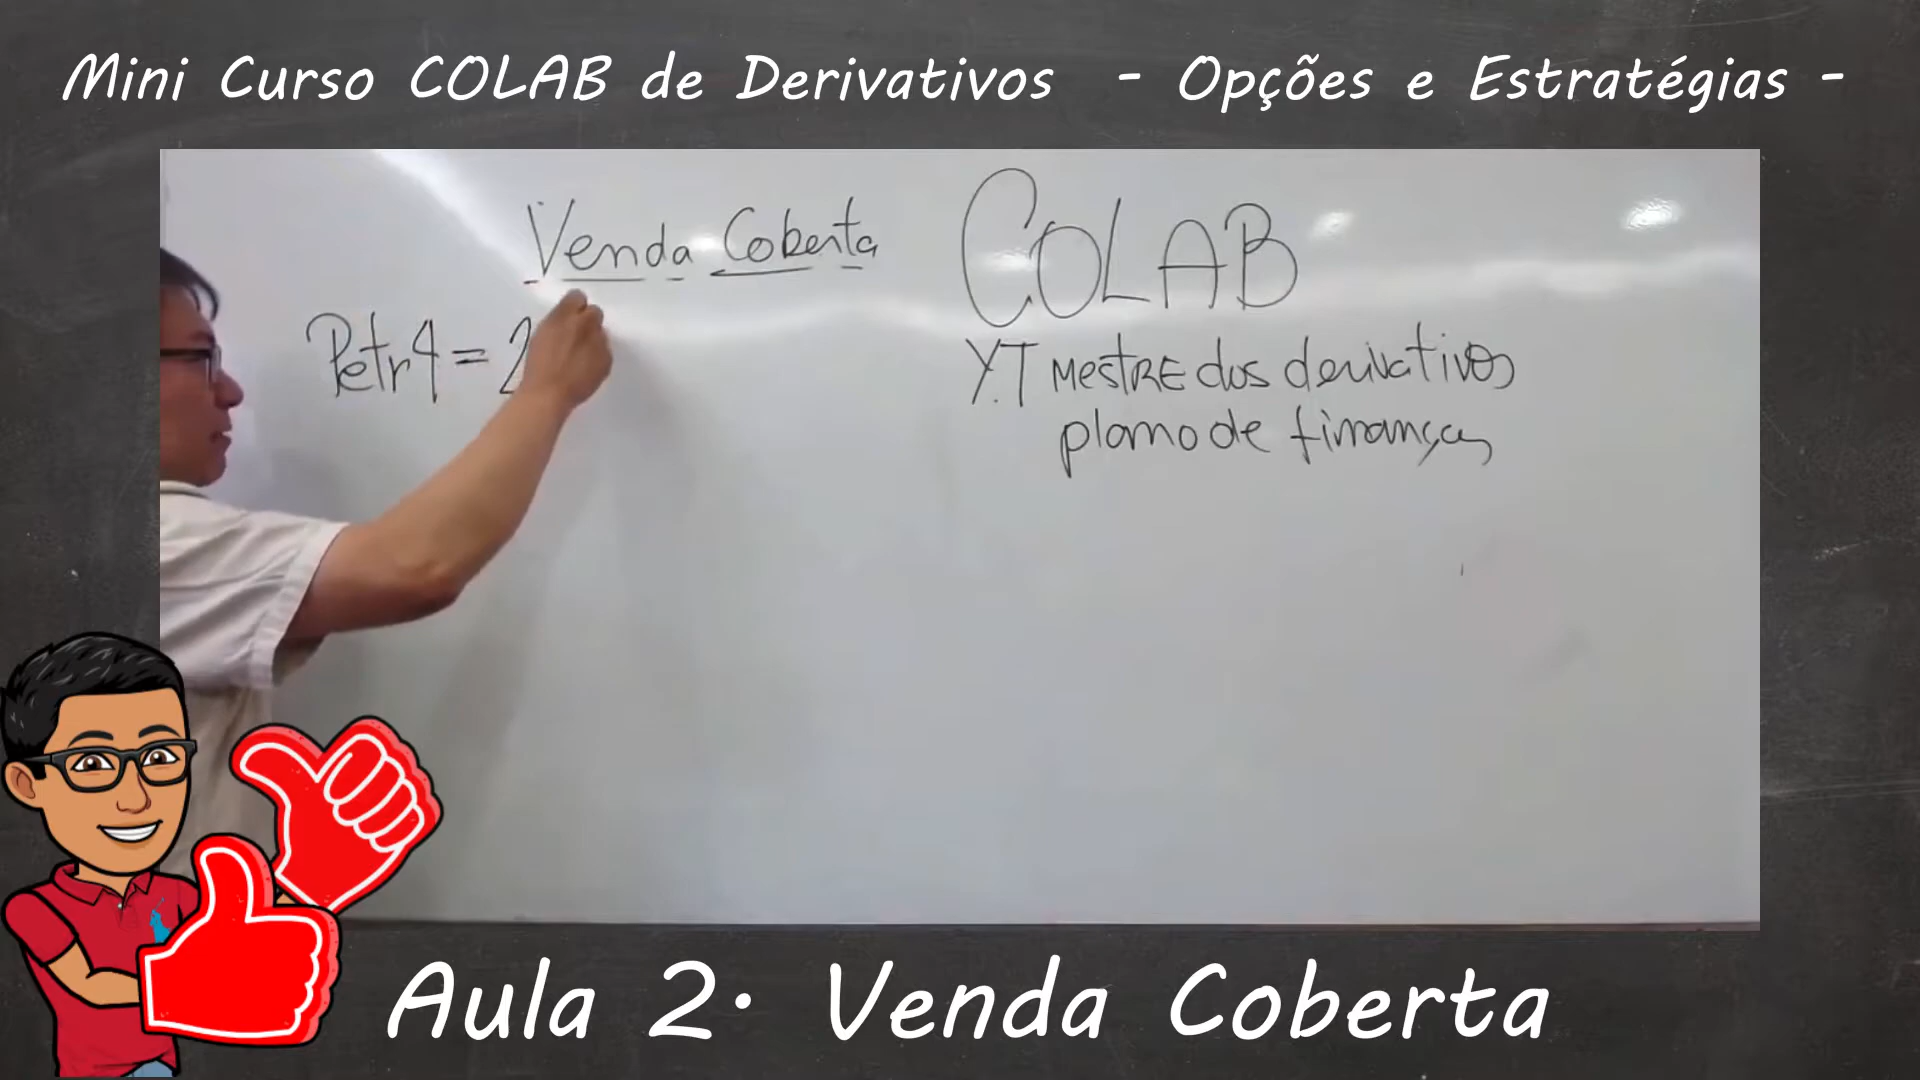 Mini Curso COLAB de Derivativos - Opções e Estratégias -
Venda Coberta
COLAB
Petr4 = 2
Y.T MESTRE dos derivativos
plano de finanças
Aula 2. Venda Coberta